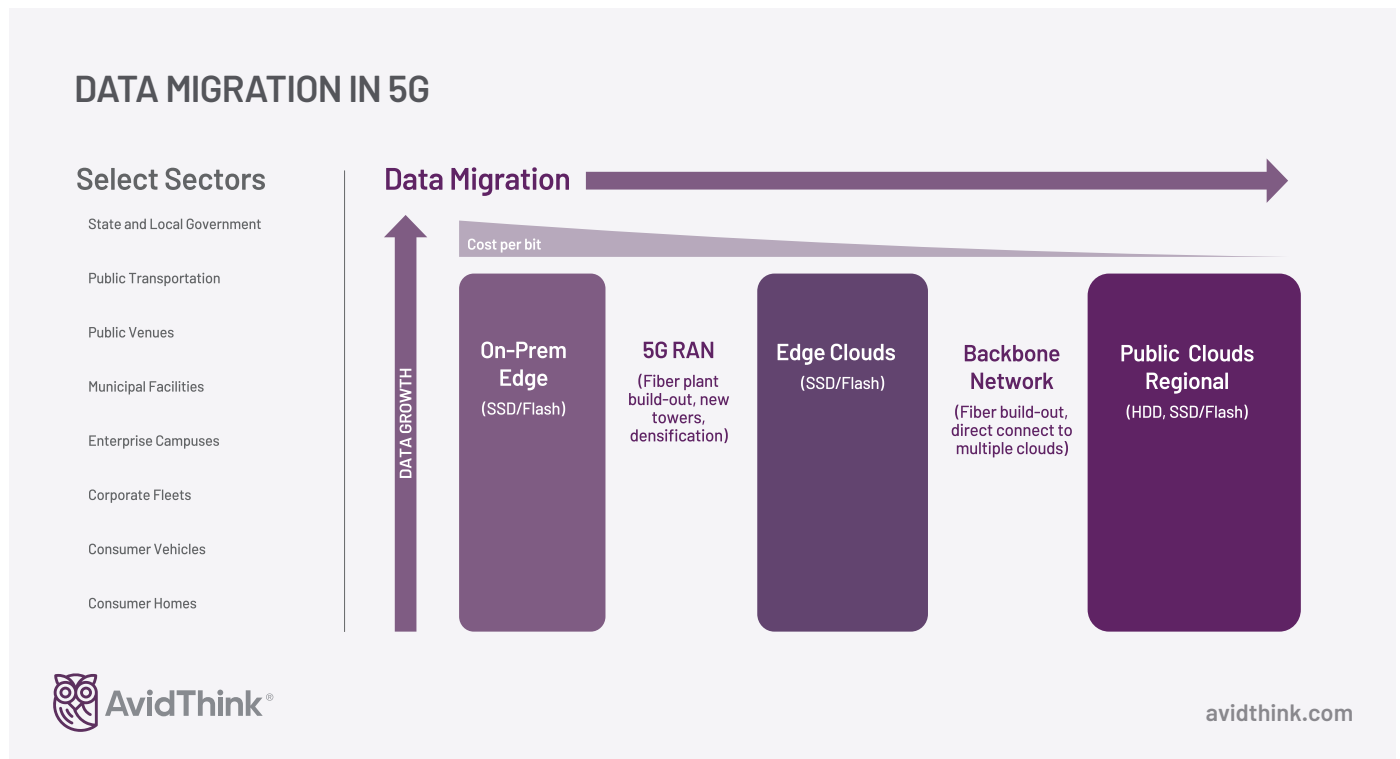 DATA MIGRATION IN 5G
Select Sectors
State and Local Government
Public Transportation
Public Venues
Municipal Facilities
Enterprise Campuses
Corporate Fleets
Consumer Vehicles
Consumer Homes
Data Migration
DATA GROWTH
Cost per bit
On-Prem
Edge
(SSD/Flash)
5G RAN
(Fiber plant
build-out, new
towers,
densification)
Edge Clouds
(SSD/Flash)
Backbone
Network
(Fiber build-out,
direct connect to
multiple clouds)
Public Clouds
Regional
(HDD, SSD/Flash)
AvidThink®
avidthink.com